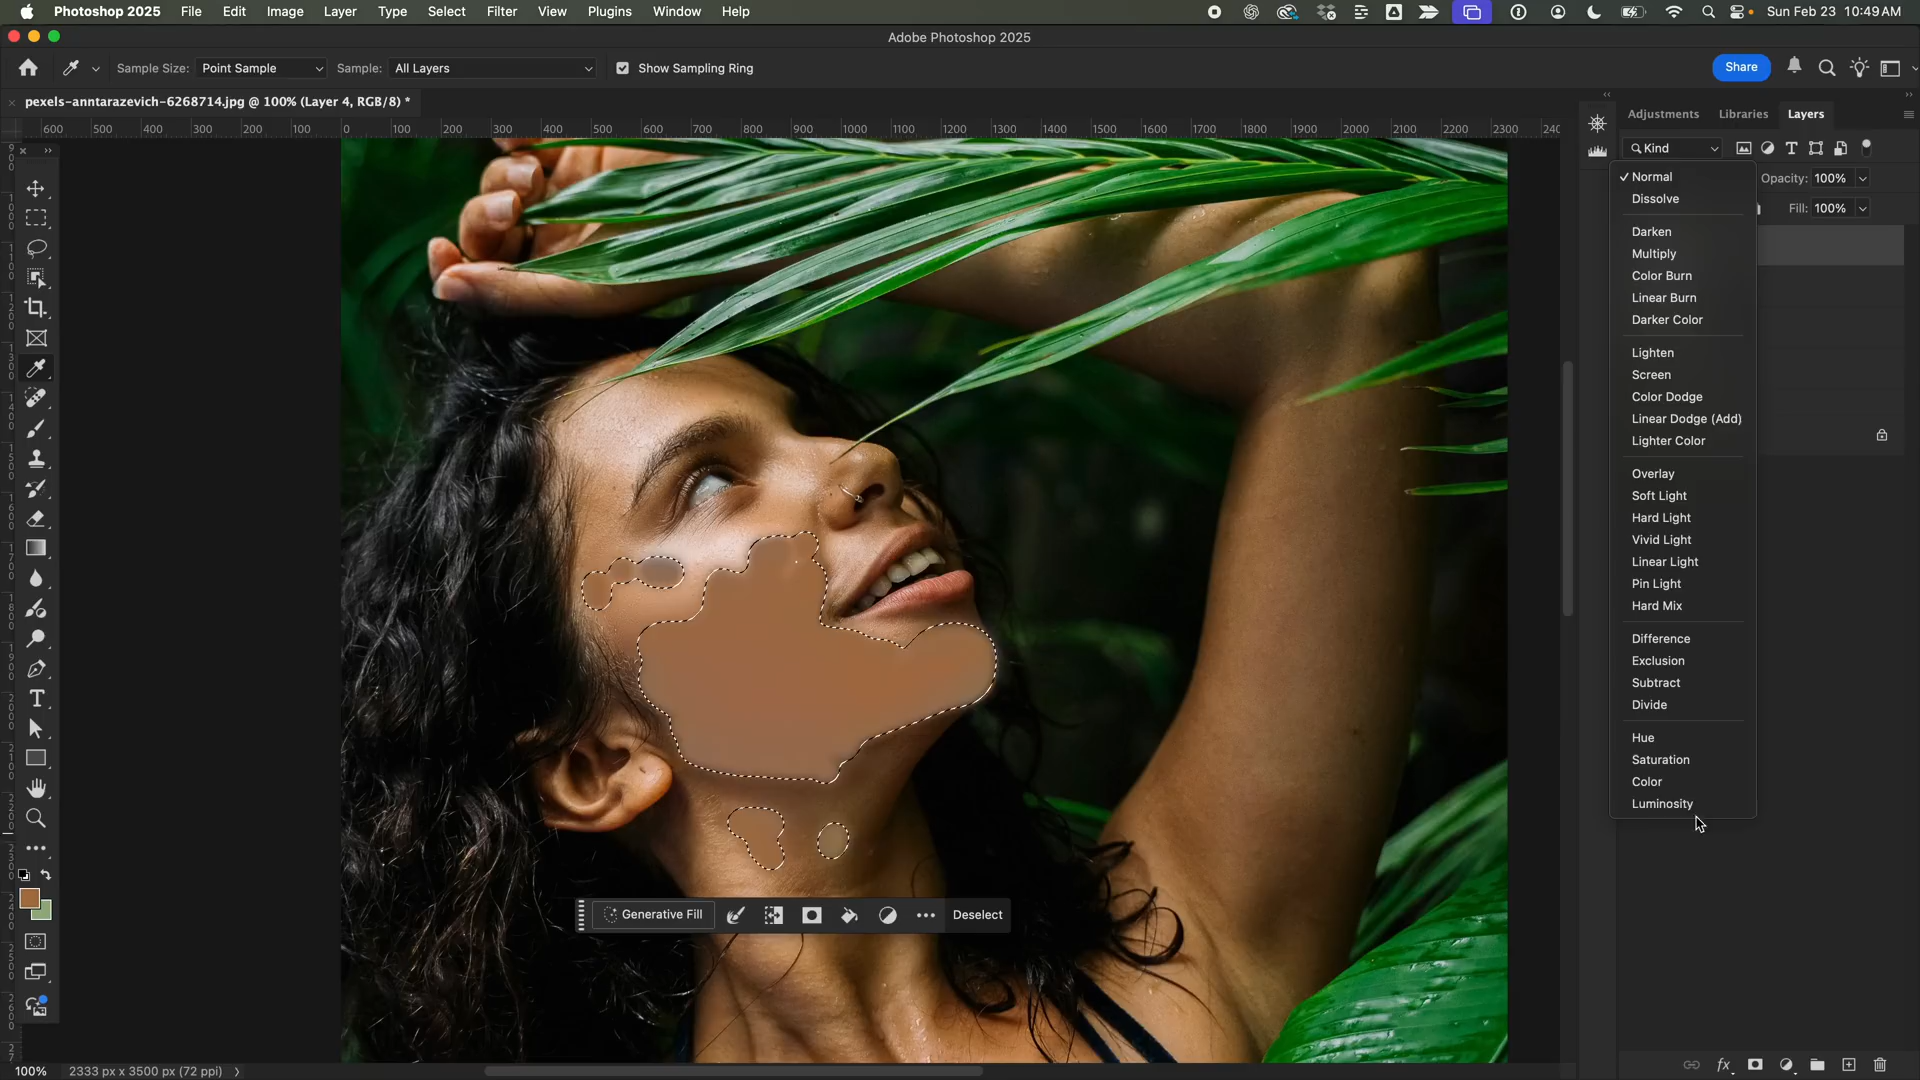 Photoshop 2025 File Edit Image Layer Type Select Filter View Plugins Window Help Sun Feb 23 10:49 AM
Adobe Photoshop 2025
Sample Size: Point Sample Sample: All Layers Show Sampling Ring Share
pexels-anntarazevich-6268714.jpg @ 100% (Layer 4, RGB/8) *
Adjustments Libraries Layers
600 500 400 300 200 100 0 100 200 300 400 500 600 700 800 900 1000 1100 1200 1300 1400 1500 1600 1700 1800 1900 2000 2100 2200 2300 240
Kind
Normal
Opacity: 100%
Dissolve
Fill: 100%
Darken
Multiply
Color Burn
Linear Burn
Darker Color
Lighten
Screen
Color Dodge
Linear Dodge (Add)
Lighter Color
Overlay
Soft Light
Hard Light
Vivid Light
Linear Light
Pin Light
Hard Mix
Difference
Exclusion
Subtract
Divide
Hue
Saturation
Color
Luminosity
Generative Fill Deselect
100% 2333 px x 3500 px (72 ppi)